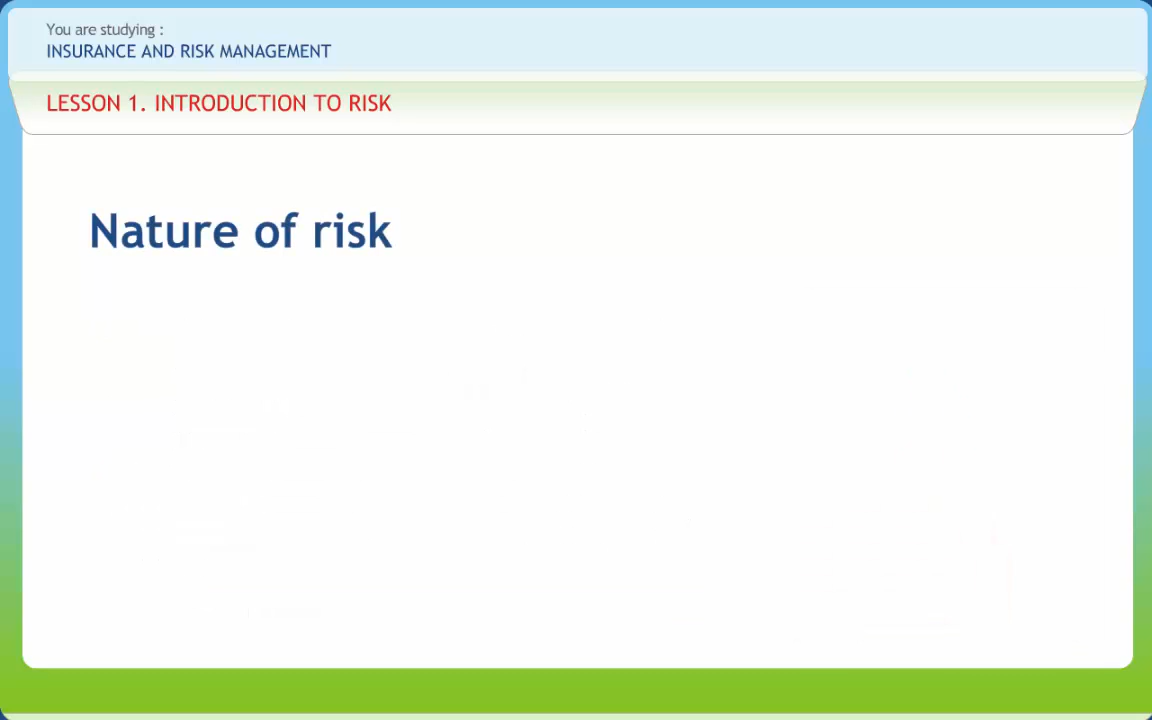 You are studying :
INSURANCE AND RISK MANAGEMENT
LESSON 1. INTRODUCTION TO RISK
Nature of risk